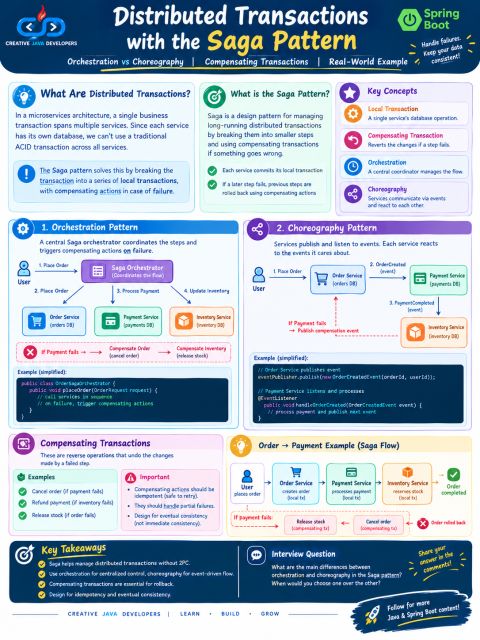 CREATIVE JAVA DEVELOPERS
Distributed Transactions
with the Saga Pattern
Spring
Boot
Orchestration vs Choreography | Compensating Transactions | Real-World Example
Handle failures.
Keep your data
consistent!
What Are Distributed Transactions?
In a microservices architecture, a single business
transaction spans multiple services. Since each service
has its own database, we can't use a traditional
ACID transaction across all services.
The Saga pattern solves this by breaking the
transaction into a series of local transactions,
with compensating actions in case of failure.
What is the Saga Pattern?
Saga is a design pattern for managing
long-running distributed transactions
by breaking them into smaller steps
and using compensating transactions
if something goes wrong.
Each service commits its local transaction
If a later step fails, previous steps are
rolled back using compensating actions
Key Concepts
Local Transaction
A single service's database operation.
Compensating Transaction
Reverts the changes if a step fails.
Orchestration
A central coordinator manages the flow.
Choreography
Services communicate via events
and react to each other.
1. Orchestration Pattern
A central Saga orchestrator coordinates the steps and
triggers compensating actions on failure.
User
1. Place Order
Saga Orchestrator
(Coordinates the flow)
2. Place Order
3. Process Payment
4. Update Inventory
Order Service
(orders DB)
Payment Service
(payments DB)
Inventory Service
(inventory DB)
If Payment fails
Compensate Order
(cancel order)
Compensate Inventory
(release stock)
Example (simplified):
public class OrderSagaOrchestrator {
public void placeOrder(OrderRequest request) {
// call services in sequence
// on failure, trigger compensating actions
}
}
2. Choreography Pattern
Services publish and listen to events. Each service reacts
to the events it cares about.
User
1. Place Order
Order Service
(orders DB)
2. OrderCreated
(event)
Payment Service
(payments DB)
3. PaymentCompleted
(event)
Inventory Service
(inventory DB)
If Payment fails
→ Publish compensation event
Example (simplified):
// Order Service publishes event
eventPublisher.publish(new OrderCreatedEvent(orderId, userId));
// Payment Service listens and processes
@EventListener
public void handleOrderCreated(OrderCreatedEvent event) {
// process payment and publish next event
}
Compensating Transactions
These are reverse operations that undo the changes
made by a failed step.
Examples
Cancel order (if payment fails)
Refund payment (if inventory fails)
Release stock (if order fails)
Important
• Compensating actions should be
idempotent (safe to retry).
• They should handle partial failures.
• Design for eventual consistency
(not immediate consistency).
Order → Payment Example (Saga Flow)
User
places order
Order Service
creates order
(local tx)
Payment Service
processes payment
(local tx)
Inventory Service
reserves stock
(local tx)
Order
completed
If payment fails
Release stock
(compensating tx)
Cancel order
(compensating tx)
Order rolled back
Key Takeaways
Saga helps manage distributed transactions without 2PC.
Use orchestration for centralized control, choreography for event-driven flow.
Compensating transactions are essential for rollback.
Design for idempotency and eventual consistency.
Interview Question
What are the main differences between
orchestration and choreography in the Saga pattern?
When would you choose one over the other?
Share your
answer in the
comments!
CREATIVE JAVA DEVELOPERS | LEARN • BUILD • GROW
Follow for more
Java & Spring Boot content!